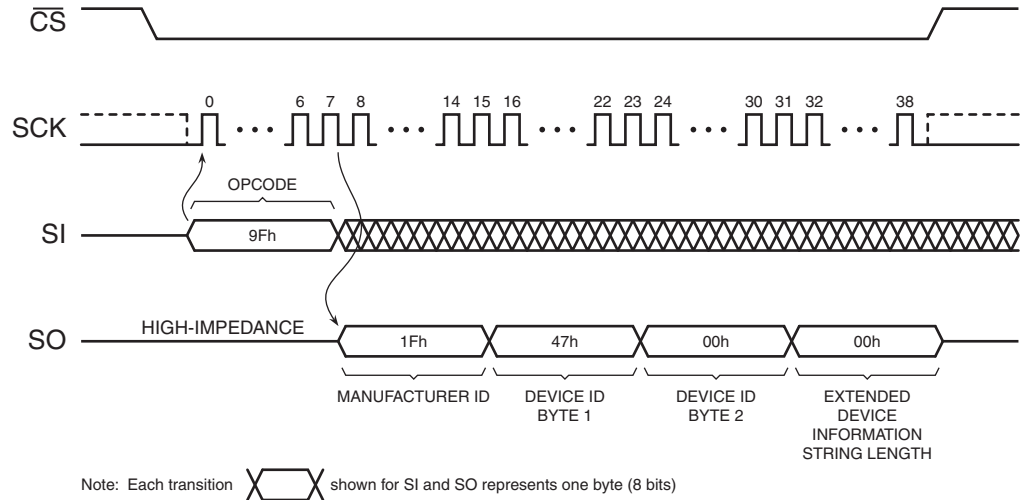 CS
SCK
0 6 7 8 14 15 16 22 23 24 30 31 32 38
OPCODE
SI
9Fh
HIGH-IMPEDANCE
SO
1Fh 47h 00h 00h
MANUFACTURER ID
DEVICE ID
BYTE 1
DEVICE ID
BYTE 2
EXTENDED
DEVICE
INFORMATION
STRING LENGTH
Note: Each transition shown for SI and SO represents one byte (8 bits)